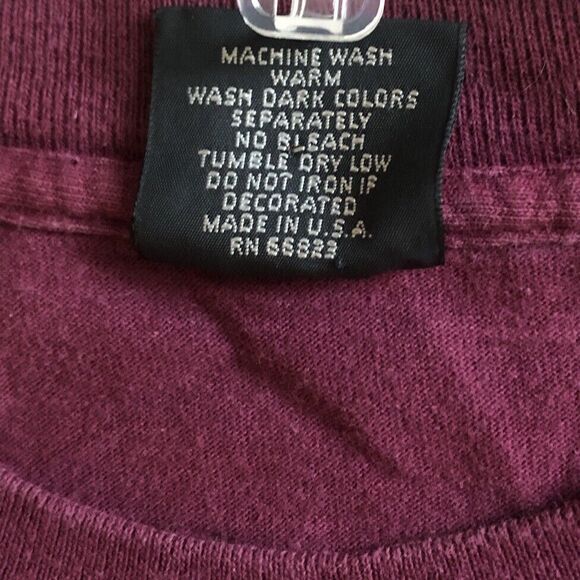 MACHINE WASH
WARM
WASH DARK COLORS
SEPARATELY
NO BLEACH
TUMBLE DRY LOW
DO NOT IRON IF
DECORATED
MADE IN U.S.A.
RN 66823